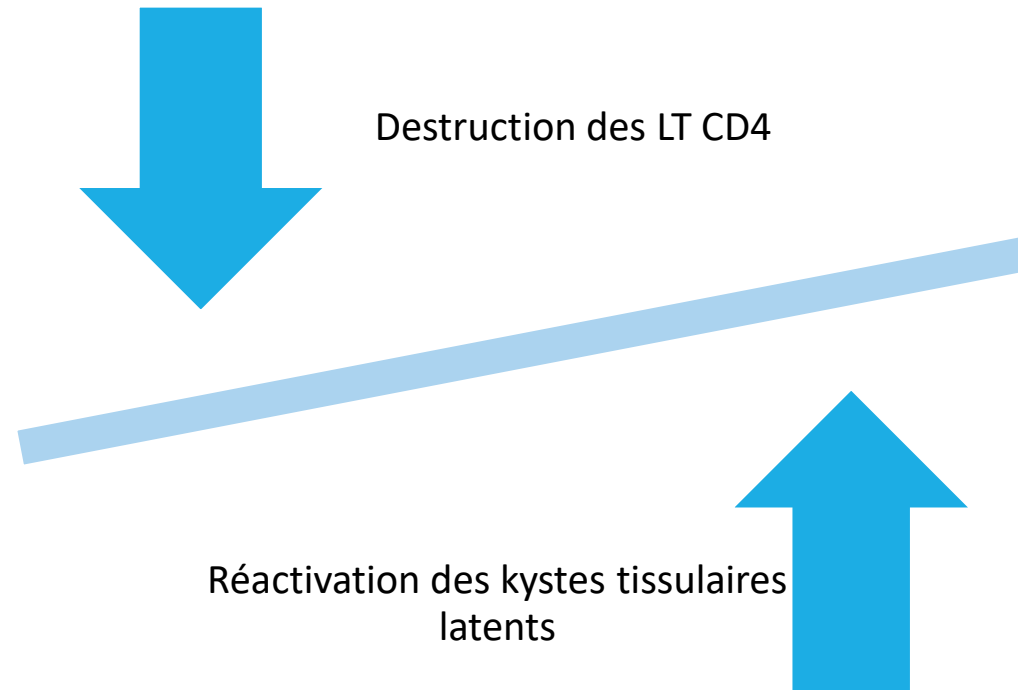 Destruction des LT CD4
Réactivation des kystes tissulaires
latents